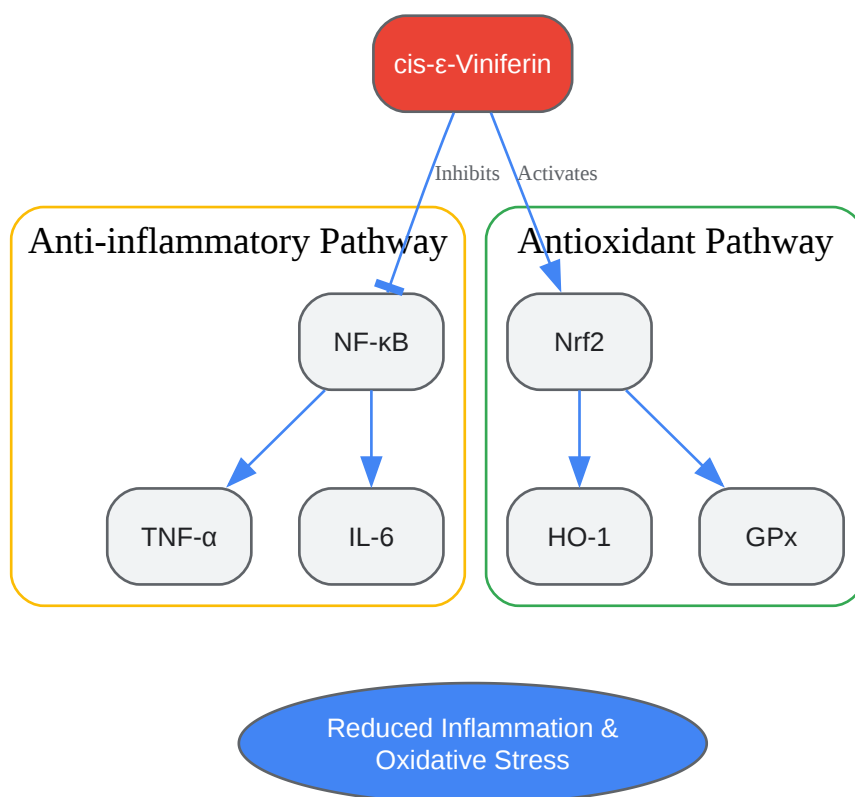 cis-ε-Viniferin
Inhibits
Activates
Anti-inflammatory Pathway
Antioxidant Pathway
NF-κB
Nrf2
TNF-α
IL-6
HO-1
GPx
Reduced Inflammation &
Oxidative Stress